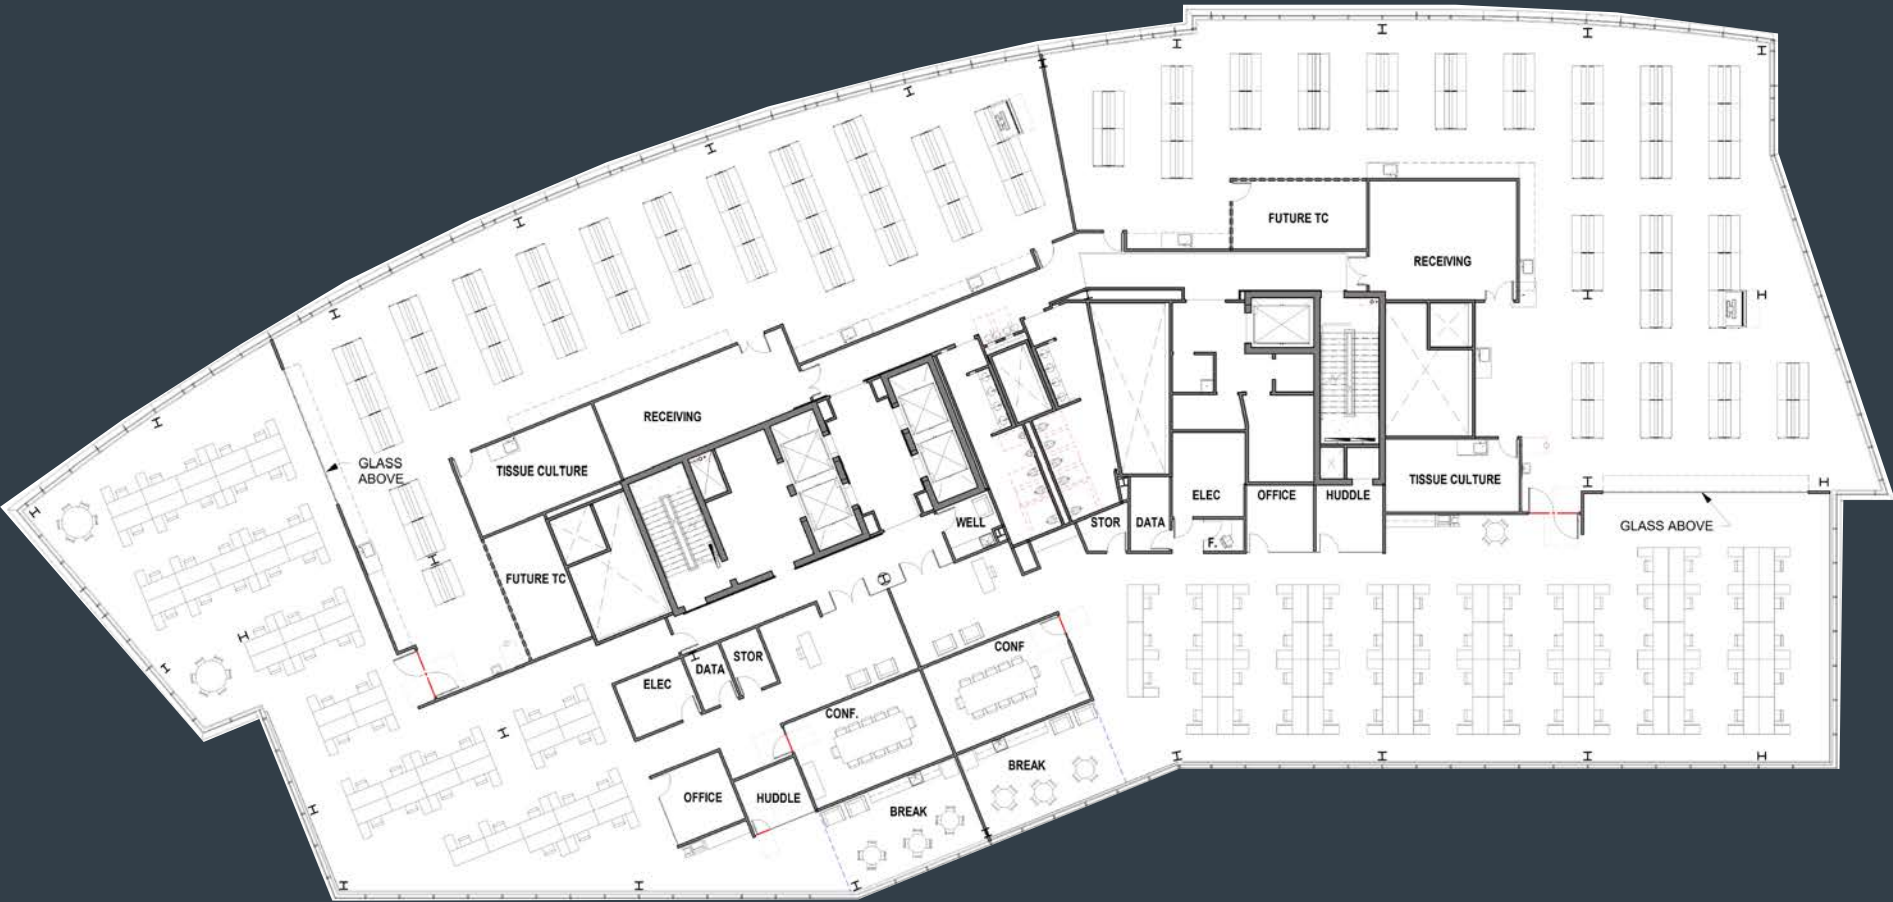 FUTURE TC
RECEIVING
RECEIVING
GLASS
ABOVE
TISSUE CULTURE
TISSUE CULTURE
ELEC
OFFICE
HUDDLE
WELL
STOR
DATA
GLASS ABOVE
F.
FUTURE TC
CONF
STOR
DATA
ELEC
CONF.
BREAK
OFFICE
HUDDLE
BREAK